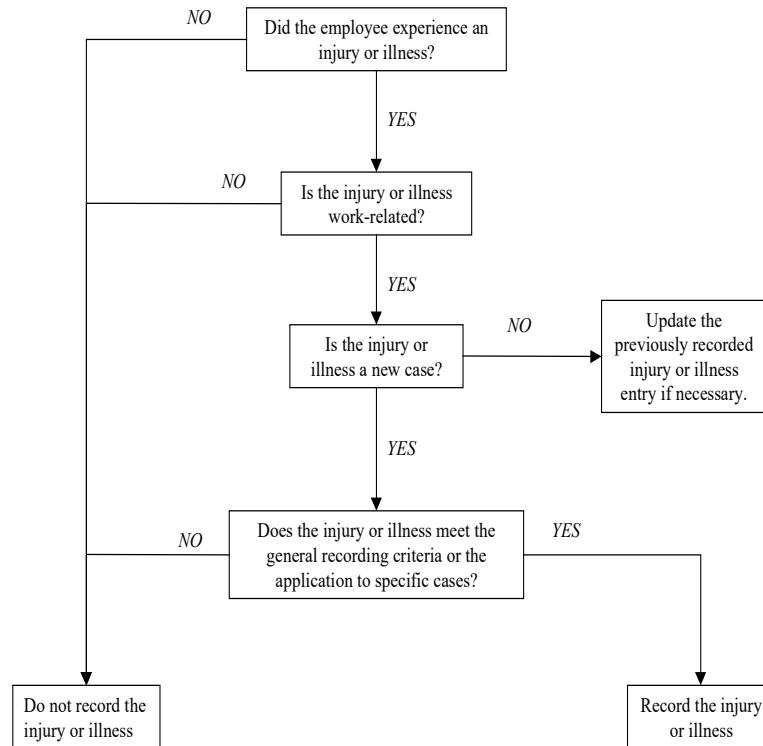 NO
Did the employee experience an
injury or illness?
YES
NO
Is the injury or illness
work-related?
YES
Is the injury or
illness a new case?
NO
Update the
previously recorded
injury or illness
entry if necessary.
YES
NO
Does the injury or illness meet the
general recording criteria or the
application to specific cases?
YES
Do not record the
injury or illness
Record the injury
or illness